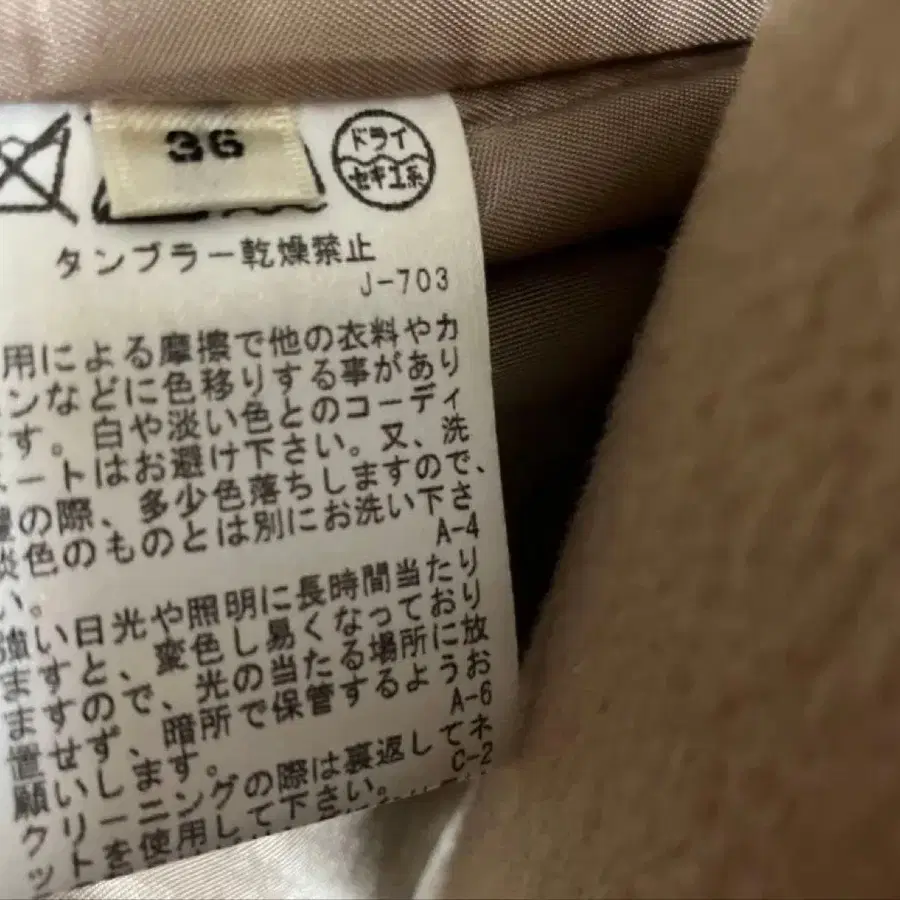 36
ドライ
セキユ系
タンブラー乾燥禁止
J-703
用による摩擦で他の衣料やカ
ンなどに色移りする事があり
す。白や淡い色とのコーディ
ートはお避け下さい。又、洗
の際、多少色落ちしますので、
淡色のものとは別にお洗い下さ
い。
A-4
強い日光や照明に長時間当たり
ますと、変色し易くなっており
ますので、光の当たる場所に放
置せず、暗所で保管するようお
願いします。
A-6
クリーニングの際は裏返してネ
ットを使用して下さい。
C-2